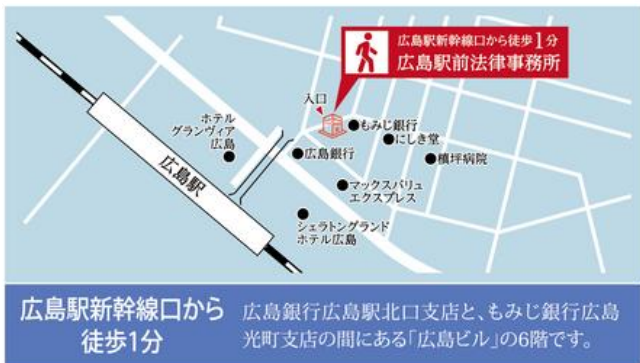 広島駅新幹線口から徒歩1分
広島駅前法律事務所
入口
ホテル
グランヴィア
広島
もみじ銀行
にしき堂
広島銀行
槙坪病院
広島駅
マックスバリュ
エクスプレス
シェラトングランド
ホテル広島
広島駅新幹線口から
徒歩1分
広島銀行広島駅北口支店と、もみじ銀行広島
光町支店の間にある「広島ビル」の6階です。